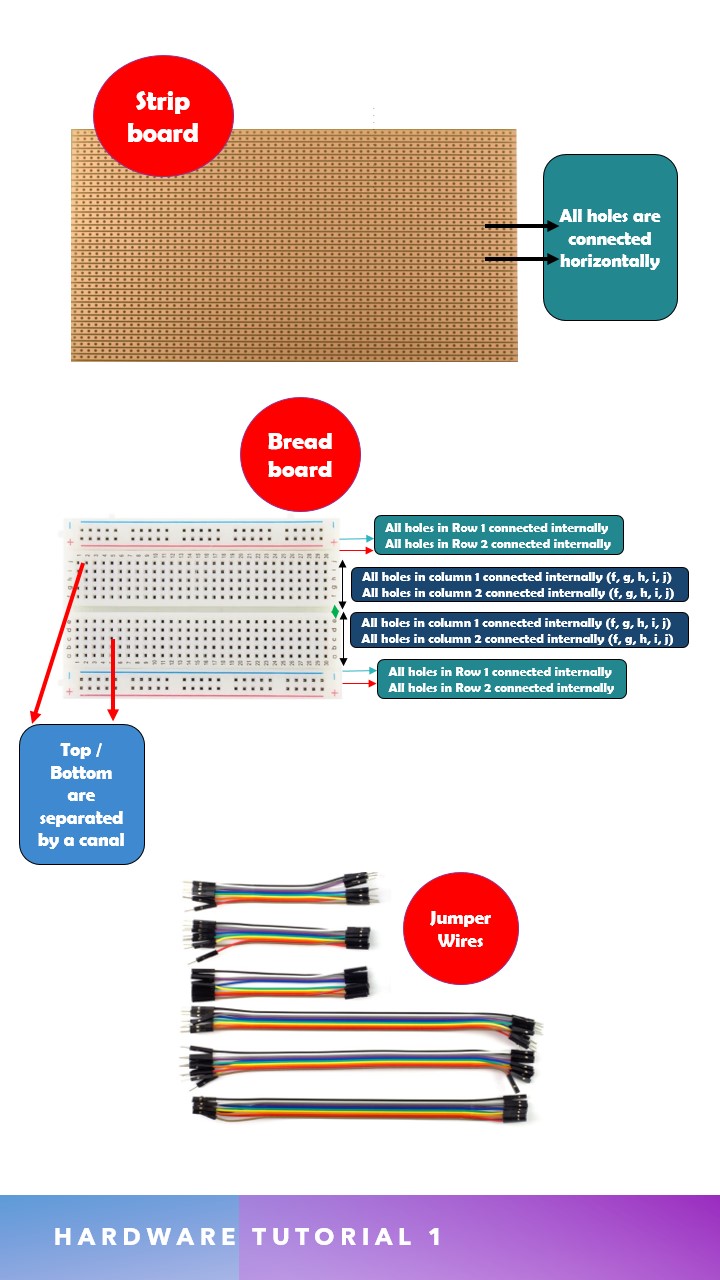 Strip
board
All holes are
connected
horizontally
Bread
board
All holes in Row 1 connected internally
All holes in Row 2 connected internally
All holes in column 1 connected internally (f, g, h, i, j)
All holes in column 2 connected internally (f, g, h, i, j)
All holes in column 1 connected internally (f, g, h, i, j)
All holes in column 2 connected internally (f, g, h, i, j)
All holes in Row 1 connected internally
All holes in Row 2 connected internally
Top /
Bottom
are
separated
by a canal
Jumper
Wires
HARDWARE TUTORIAL 1